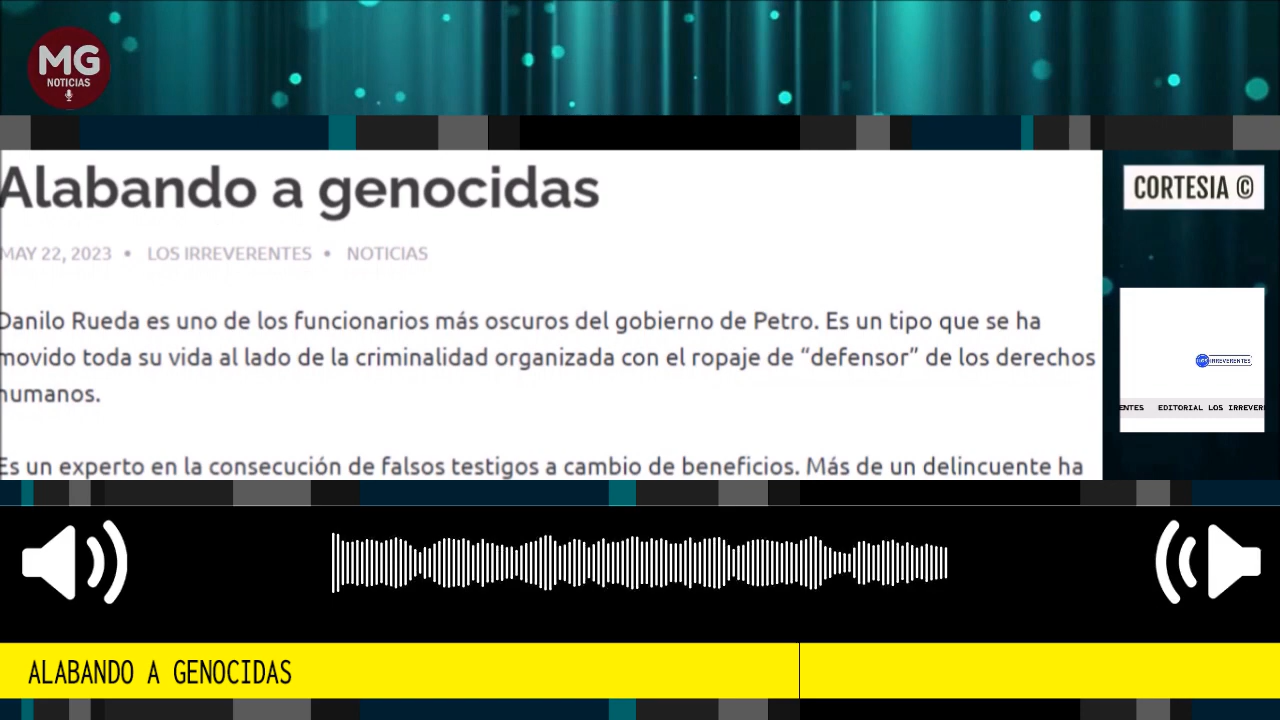 MG
NOTICIAS
Alabando a genocidas
CORTESIA ©
MAY 22, 2023 • LOS IRREVERENTES • NOTICIAS
Danilo Rueda es uno de los funcionarios más oscuros del gobierno de Petro. Es un tipo que se ha
movido toda su vida al lado de la criminalidad organizada con el ropaje de “defensor” de los derechos
humanos.
IRREVERENTES
ENTES EDITORIAL LOS IRREVER
Es un experto en la consecución de falsos testigos a cambio de beneficios. Más de un delincuente ha
ALABANDO A GENOCIDAS